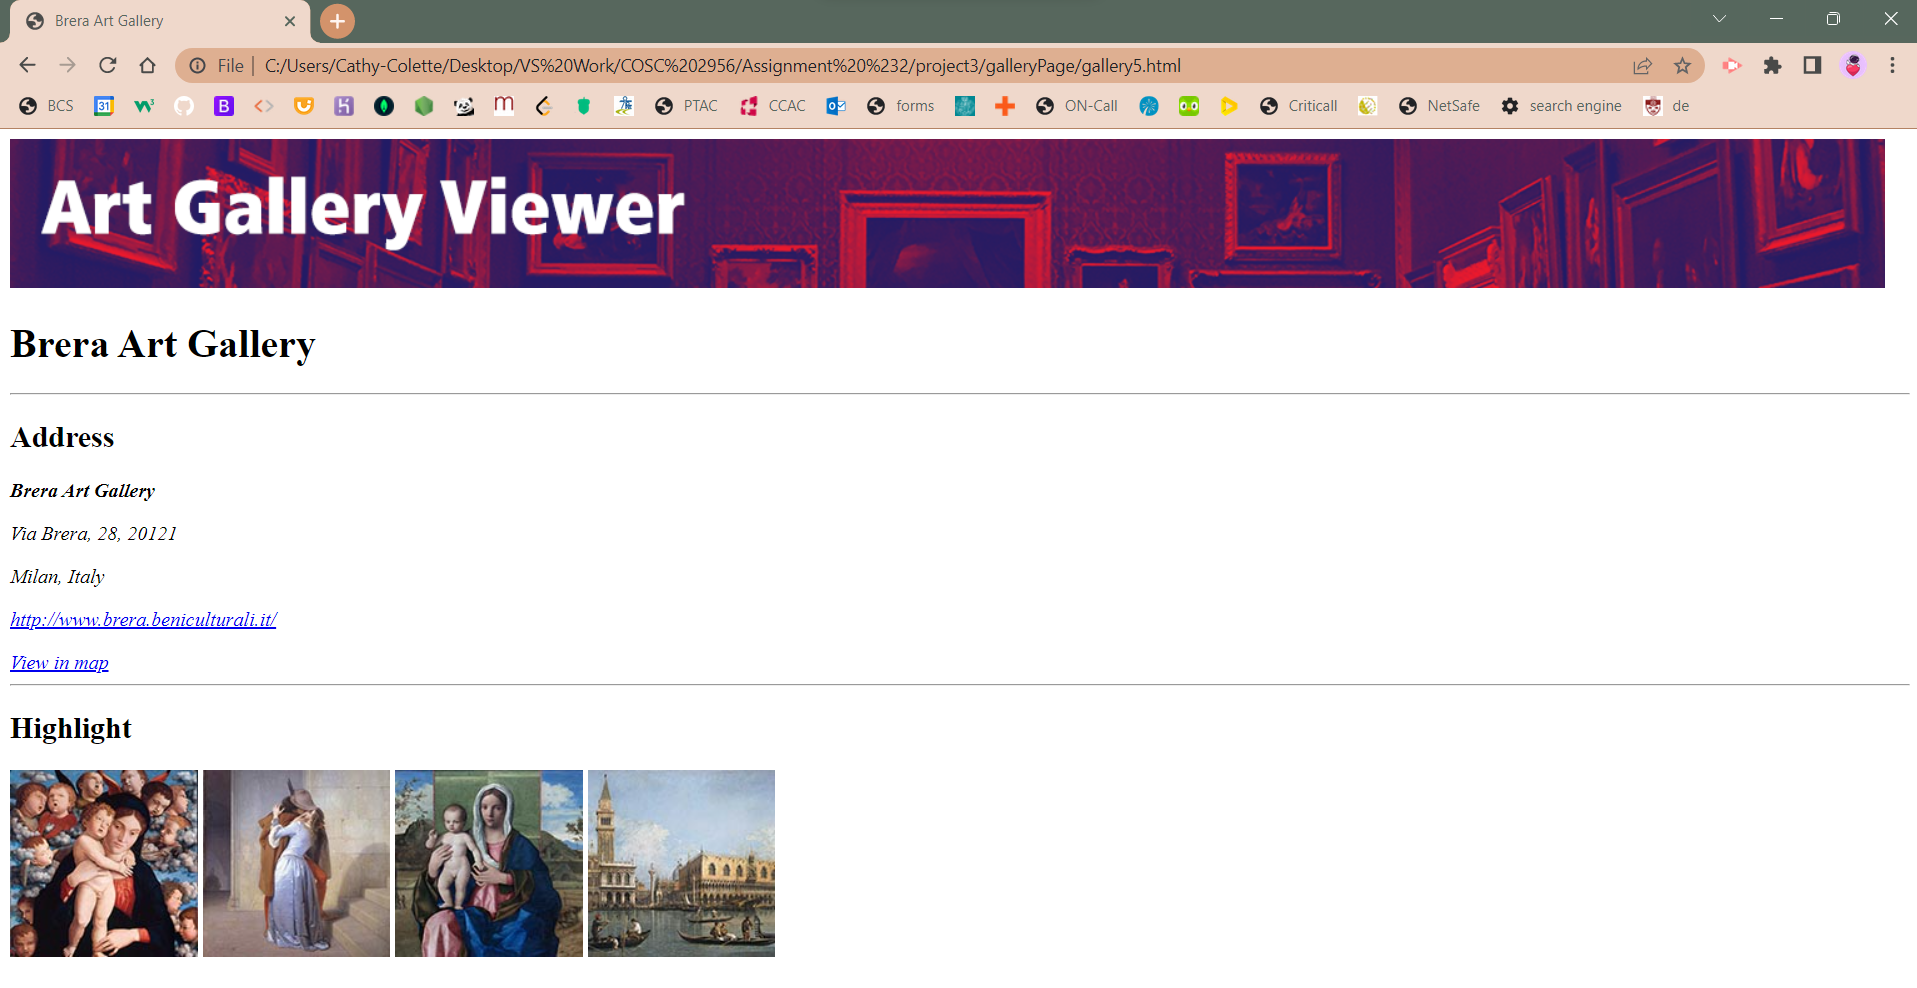 Brera Art Gallery
File | C:/Users/Cathy-Colette/Desktop/VS%20Work/COSC%202956/Assignment%20%232/project3/galleryPage/gallery5.html
BCS 31 B m PTAC CCAC forms ON-Call Criticall NetSafe search engine de
Art Gallery Viewer
Brera Art Gallery
Address
Brera Art Gallery
Via Brera, 28, 20121
Milan, Italy
http://www.brera.beniculturali.it/
View in map
Highlight